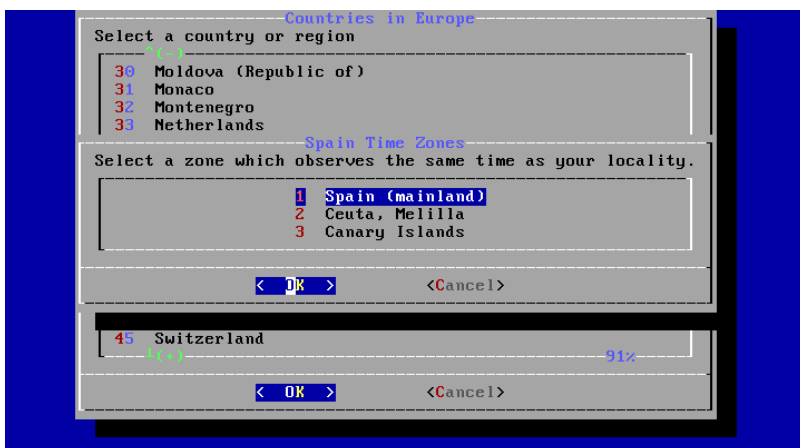 Countries in Europe
Select a country or region
^(-)
30 Moldova (Republic of)
31 Monaco
32 Montenegro
33 Netherlands
Spain Time Zones
Select a zone which observes the same time as your locality.
1 Spain (mainland)
2 Ceuta, Melilla
3 Canary Islands
< OK > <Cancel>
45 Switzerland
┴(+) 91%
< OK > <Cancel>